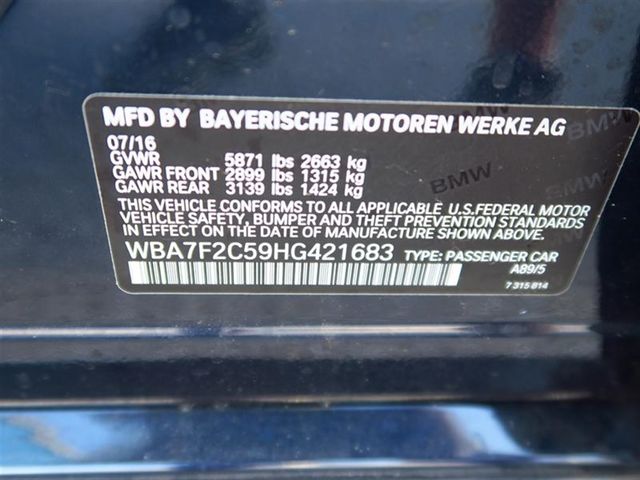 MFD BY BAYERISCHE MOTOREN WERKE AG
07/16
GVWR 5871 lbs 2663 kg
GAWR FRONT 2899 lbs 1315 kg
GAWR REAR 3139 lbs 1424 kg
THIS VEHICLE CONFORMS TO ALL APPLICABLE U.S.FEDERAL MOTOR
VEHICLE SAFETY, BUMPER AND THEFT PREVENTION STANDARDS
IN EFFECT ON THE DATE OF MANUFACTURE SHOWN ABOVE.
WBA7F2C59HG421683 TYPE: PASSENGER CAR
A89/5
7 315 814
BMW
BMW